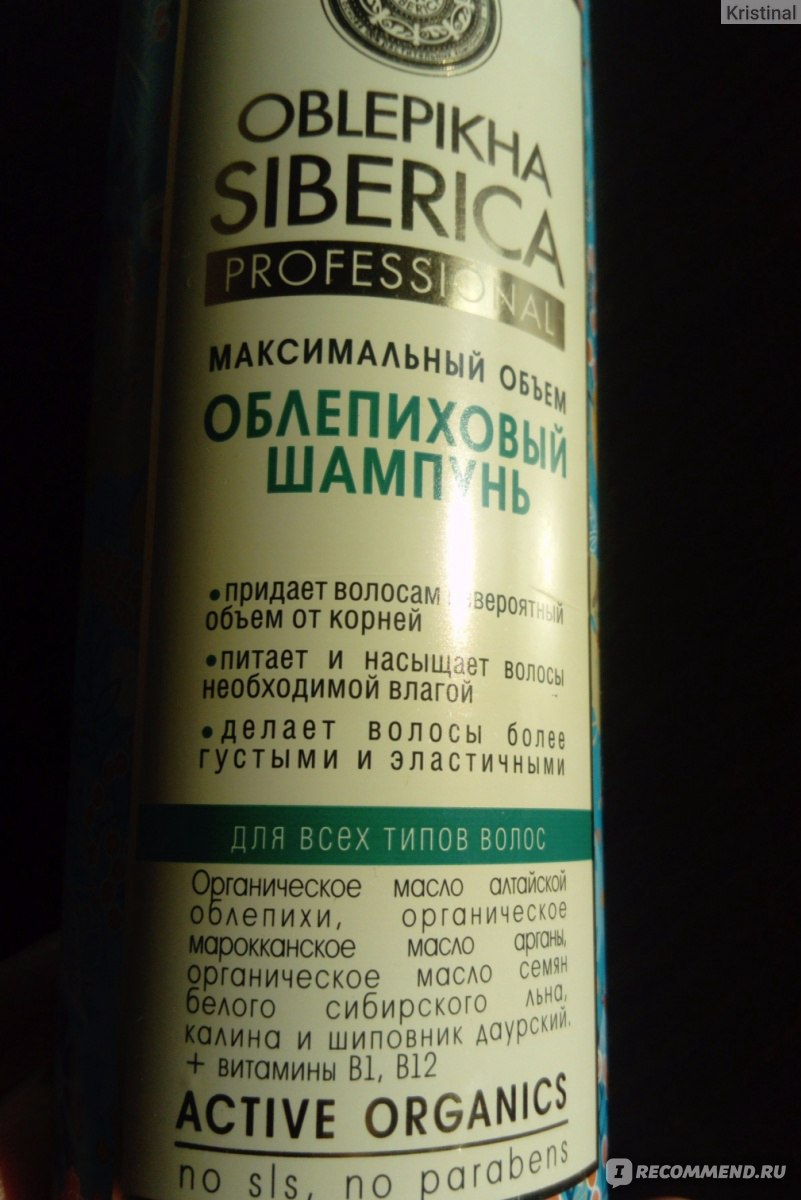 Kristinal
OBLEPIKHA
SIBERICA
PROFESSIONAL
МАКСИМАЛЬНЫЙ ОБЪЕМ
ОБЛЕПИХОВЫЙ
ШАМПУНЬ
•придает волосам невероятный
объем от корней
•питает и насыщает волосы
необходимой влагой
•делает волосы более
густыми и эластичными
для всех типов волос
Органическое масло алтайской
облепихи, органическое
марокканское масло арганы,
органическое масло семян
белого сибирского льна,
калина и шиповник даурский.
+ витамины B1, B12
ACTIVE ORGANICS
no sls, no parabens
IRECOMMEND.RU